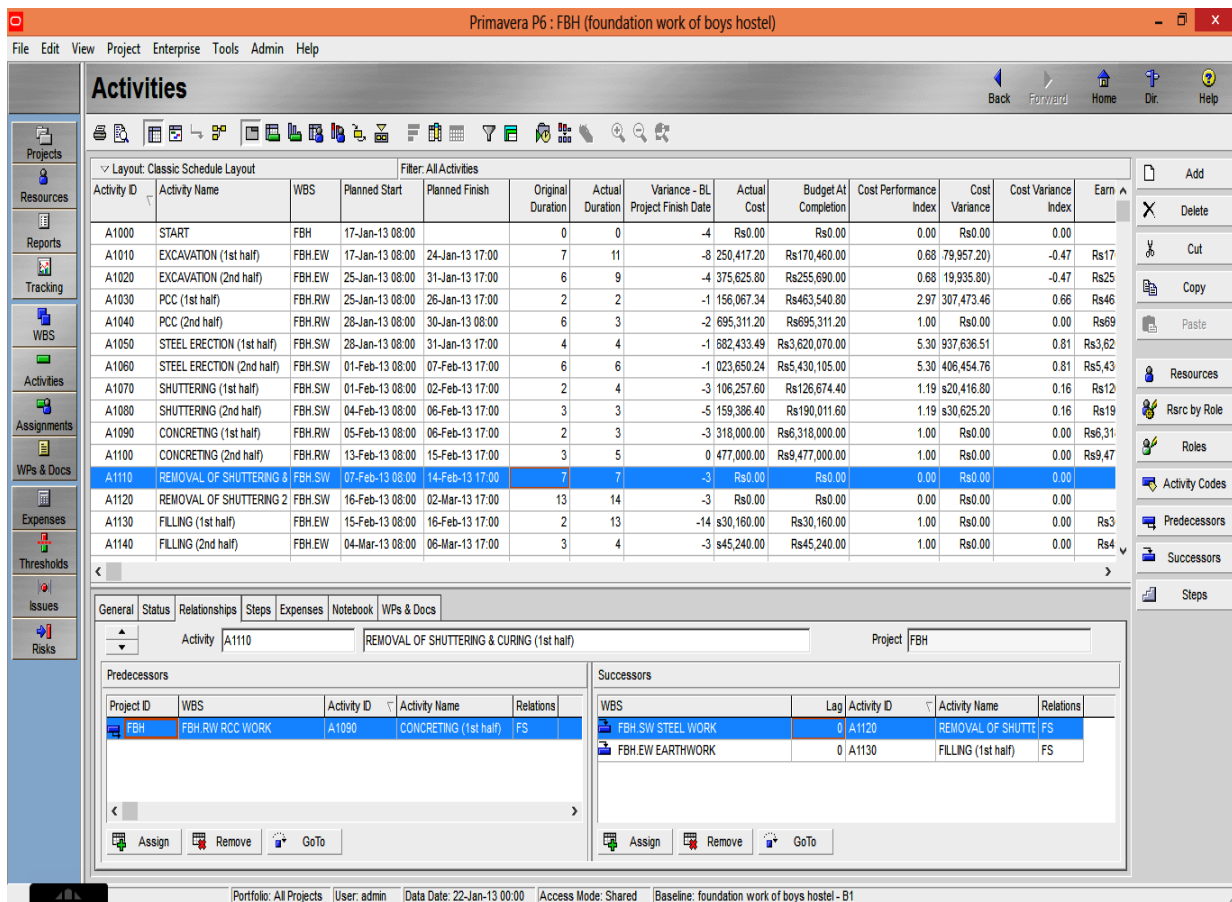 Primavera P6 : FBH (foundation work of boys hostel)
File Edit View Project Enterprise Tools Admin Help
Activities
Back Forward Home Dir. Help
Projects
Resources
Reports
Tracking
WBS
Activities
Assignments
WPs & Docs
Expenses
Thresholds
Issues
Risks
Layout: Classic Schedule Layout Filter: All Activities
Activity ID Activity Name WBS Planned Start Planned Finish Original Duration Actual Duration Variance - BL Project Finish Date Actual Cost Budget At Completion Cost Performance Index Cost Variance Cost Variance Index Earn
A1000 START FBH 17-Jan-13 08:00 0 0 -4 Rs0.00 Rs0.00 0.00 Rs0.00 0.00
A1010 EXCAVATION (1st half) FBH.EW 17-Jan-13 08:00 24-Jan-13 17:00 7 11 -8 250,417.20 Rs170,460.00 0.68 79,957.20) -0.47 Rs17
A1020 EXCAVATION (2nd half) FBH.EW 25-Jan-13 08:00 31-Jan-13 17:00 6 9 -4 375,625.80 Rs255,690.00 0.68 19,935.80) -0.47 Rs25
A1030 PCC (1st half) FBH.RW 25-Jan-13 08:00 26-Jan-13 17:00 2 2 -1 156,067.34 Rs463,540.80 2.97 307,473.46 0.66 Rs46
A1040 PCC (2nd half) FBH.RW 28-Jan-13 08:00 30-Jan-13 08:00 6 3 -2 695,311.20 Rs695,311.20 1.00 Rs0.00 0.00 Rs69
A1050 STEEL ERECTION (1st half) FBH.SW 28-Jan-13 08:00 31-Jan-13 17:00 4 4 -1 682,433.49 Rs3,620,070.00 5.30 937,636.51 0.81 Rs3,62
A1060 STEEL ERECTION (2nd half) FBH.SW 01-Feb-13 08:00 07-Feb-13 17:00 6 6 -1 023,650.24 Rs5,430,105.00 5.30 406,454.76 0.81 Rs5,43
A1070 SHUTTERING (1st half) FBH.SW 01-Feb-13 08:00 02-Feb-13 17:00 2 4 -3 106,257.60 Rs126,674.40 1.19 s20,416.80 0.16 Rs12
A1080 SHUTTERING (2nd half) FBH.SW 04-Feb-13 08:00 06-Feb-13 17:00 3 3 -5 159,386.40 Rs190,011.60 1.19 s30,625.20 0.16 Rs19
A1090 CONCRETING (1st half) FBH.RW 05-Feb-13 08:00 06-Feb-13 17:00 2 3 -3 318,000.00 Rs6,318,000.00 1.00 Rs0.00 0.00 Rs6,31
A1100 CONCRETING (2nd half) FBH.RW 13-Feb-13 08:00 15-Feb-13 17:00 3 5 0 477,000.00 Rs9,477,000.00 1.00 Rs0.00 0.00 Rs9,47
A1110 REMOVAL OF SHUTTERING & FBH.SW 07-Feb-13 08:00 14-Feb-13 17:00 7 7 -3 Rs0.00 Rs0.00 0.00 Rs0.00 0.00
A1120 REMOVAL OF SHUTTERING 2 FBH.SW 16-Feb-13 08:00 02-Mar-13 17:00 13 14 -3 Rs0.00 Rs0.00 0.00 Rs0.00 0.00
A1130 FILLING (1st half) FBH.EW 15-Feb-13 08:00 16-Feb-13 17:00 2 13 -14 s30,160.00 Rs30,160.00 1.00 Rs0.00 0.00 Rs3
A1140 FILLING (2nd half) FBH.EW 04-Mar-13 08:00 06-Mar-13 17:00 3 4 -3 s45,240.00 Rs45,240.00 1.00 Rs0.00 0.00 Rs4
Add
Delete
Cut
Copy
Paste
Resources
Rsrc by Role
Roles
Activity Codes
Predecessors
Successors
Steps
General Status Relationships Steps Expenses Notebook WPs & Docs
Activity A1110 REMOVAL OF SHUTTERING & CURING (1st half) Project FBH
Predecessors
Project ID WBS Activity ID Activity Name Relations
FBH FBH.RW RCC WORK A1090 CONCRETING (1st half) FS
Assign Remove GoTo
Successors
WBS Lag Activity ID Activity Name Relations
FBH.SW STEEL WORK 0 A1120 REMOVAL OF SHUTTE FS
FBH.EW EARTHWORK 0 A1130 FILLING (1st half) FS
Assign Remove GoTo
Portfolio: All Projects User: admin Data Date: 22-Jan-13 00:00 Access Mode: Shared Baseline: foundation work of boys hostel - B1